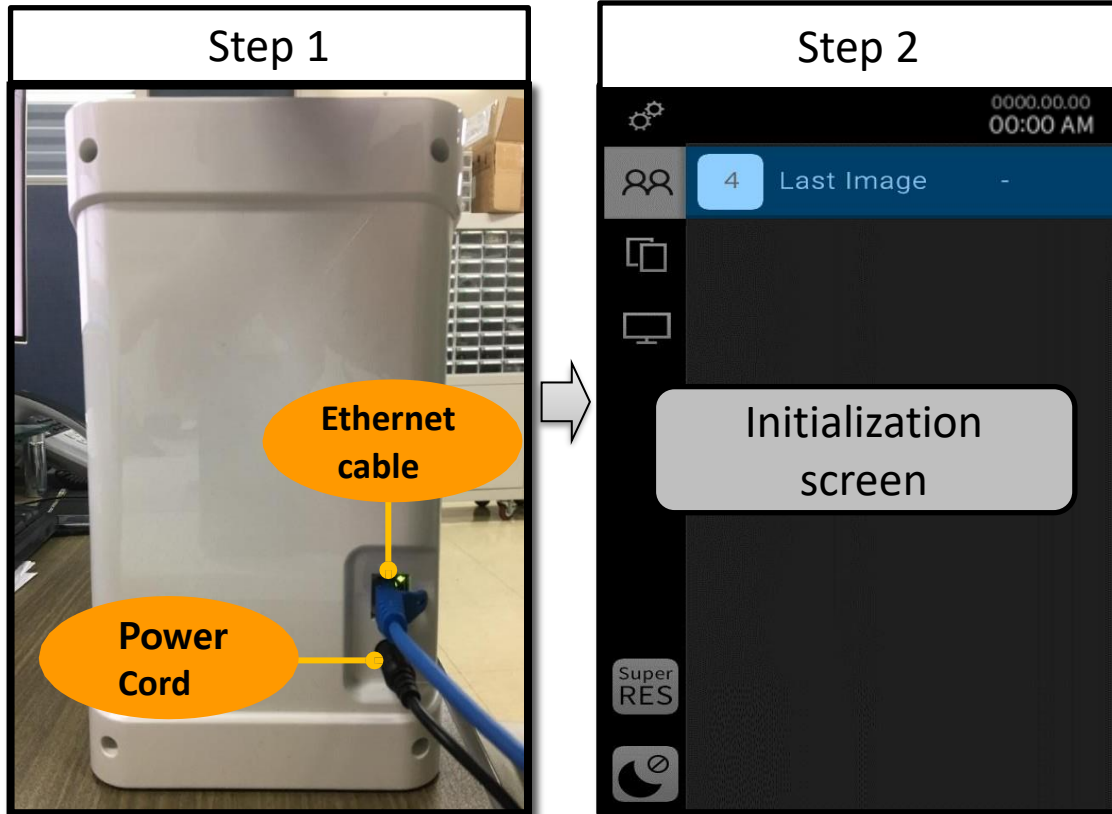 Step 1
Step 2
Ethernet
cable
Power
Cord
0000.00.00
00:00 AM
4 Last Image -
Initialization
screen
Super
RES